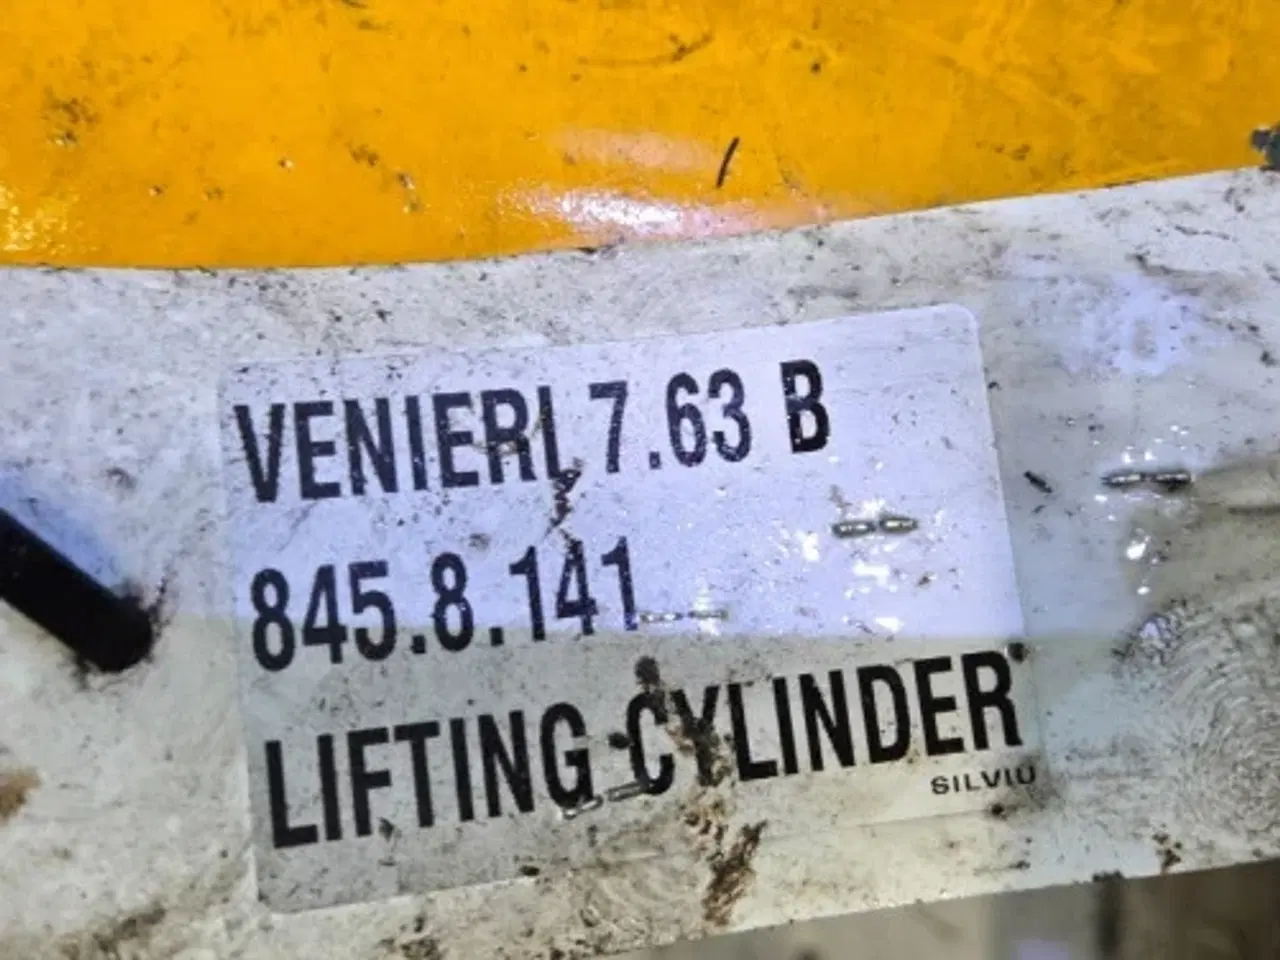 VENIERI 7.63 B
845.8.141
LIFTING CYLINDER
SILVIU